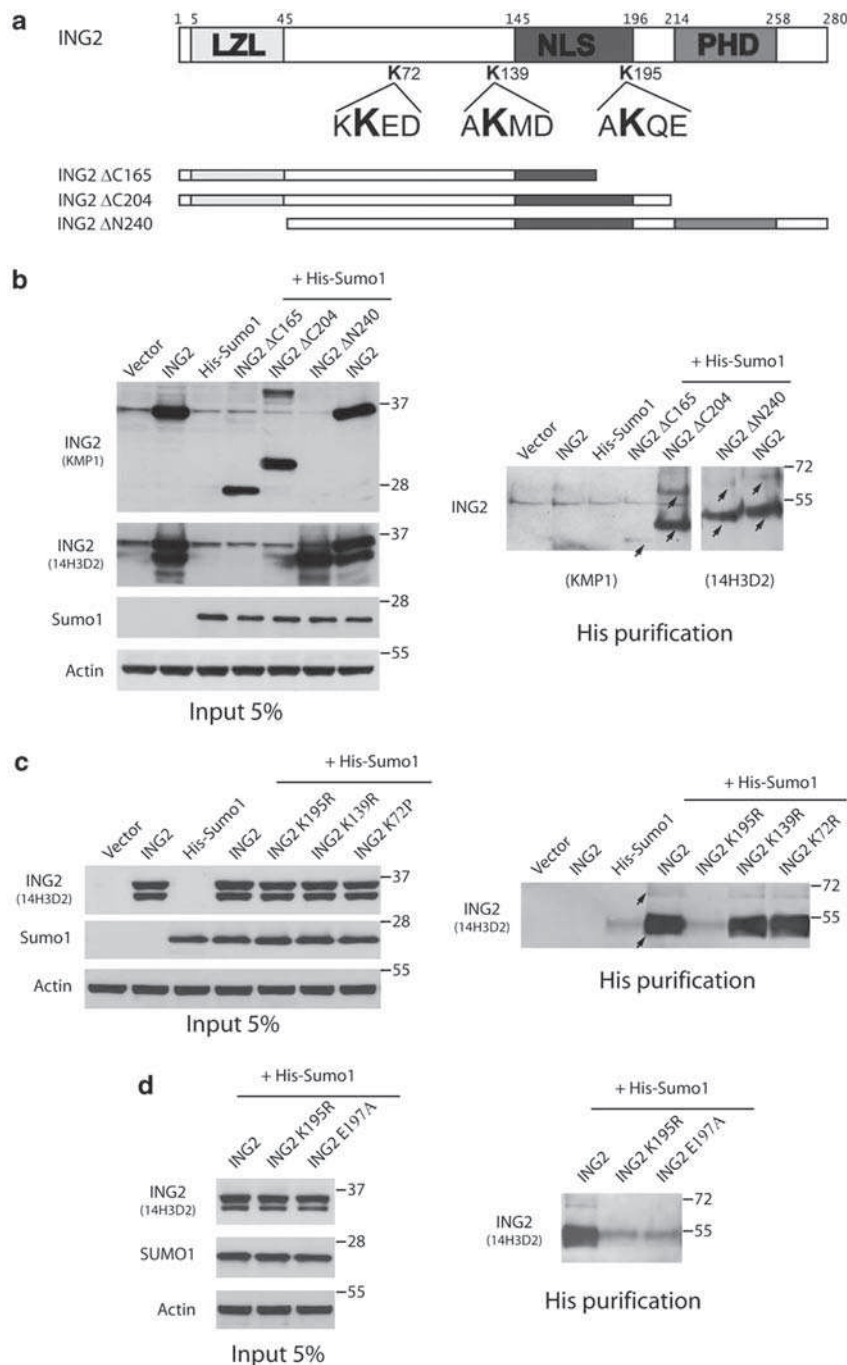 a
1 5 45 145 196 214 258 280
ING2 LZL NLS PHD
K72 K139 K195
KKED AKMD AKQE
ING2 ΔC165
ING2 ΔC204
ING2 ΔN240
b
+ His-Sumo1
Vector ING2 His-Sumo1 ING2 ΔC165 ING2 ΔC204 ING2 ΔN240 ING2
ING2
(KMP1)
37
28
ING2
(14H3D2)
37
Sumo1
28
Actin
55
Input 5%
+ His-Sumo1
Vector ING2 His-Sumo1 ING2 ΔC165 ING2 ΔC204 ING2 ΔN240 ING2
ING2
72
55
(KMP1) (14H3D2)
His purification
c
+ His-Sumo1
Vector ING2 His-Sumo1 ING2 ING2 K195R ING2 K139R ING2 K72P
ING2
(14H3D2)
37
Sumo1
28
Actin
55
Input 5%
+ His-Sumo1
Vector ING2 His-Sumo1 ING2 ING2 K195R ING2 K139R ING2 K72R
ING2
(14H3D2)
72
55
His purification
d
+ His-Sumo1
ING2 ING2 K195R ING2 E197A
ING2
(14H3D2)
37
SUMO1
28
Actin
55
Input 5%
+ His-Sumo1
ING2 ING2 K195R ING2 E197A
ING2
(14H3D2)
72
55
His purification